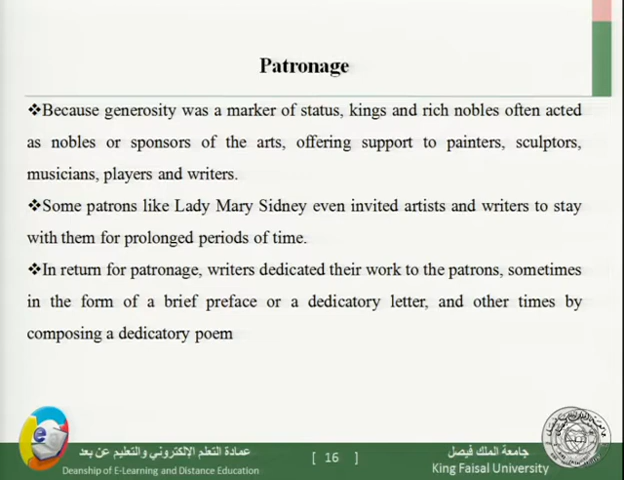 Patronage
❖Because generosity was a marker of status, kings and rich nobles often acted
as nobles or sponsors of the arts, offering support to painters, sculptors,
musicians, players and writers.
❖Some patrons like Lady Mary Sidney even invited artists and writers to stay
with them for prolonged periods of time.
❖In return for patronage, writers dedicated their work to the patrons, sometimes
in the form of a brief preface or a dedicatory letter, and other times by
composing a dedicatory poem
عمادة التعلم الإلكتروني والتعليم عن بعد
Deanship of E-Learning and Distance Education
[ 16 ]
جامعة الملك فيصل
King Faisal University